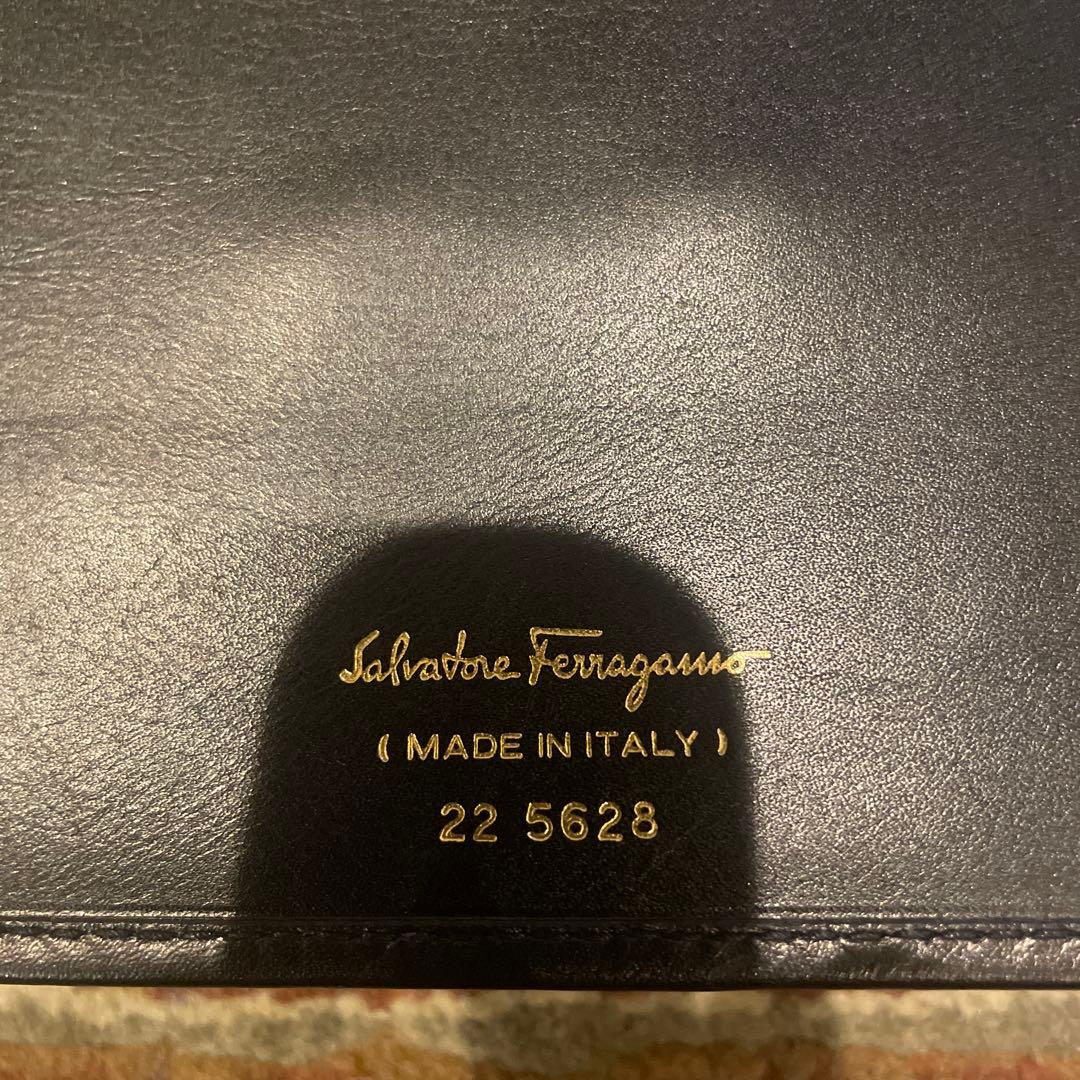 Salvatore Ferragamo
( MADE IN ITALY )
22 5628